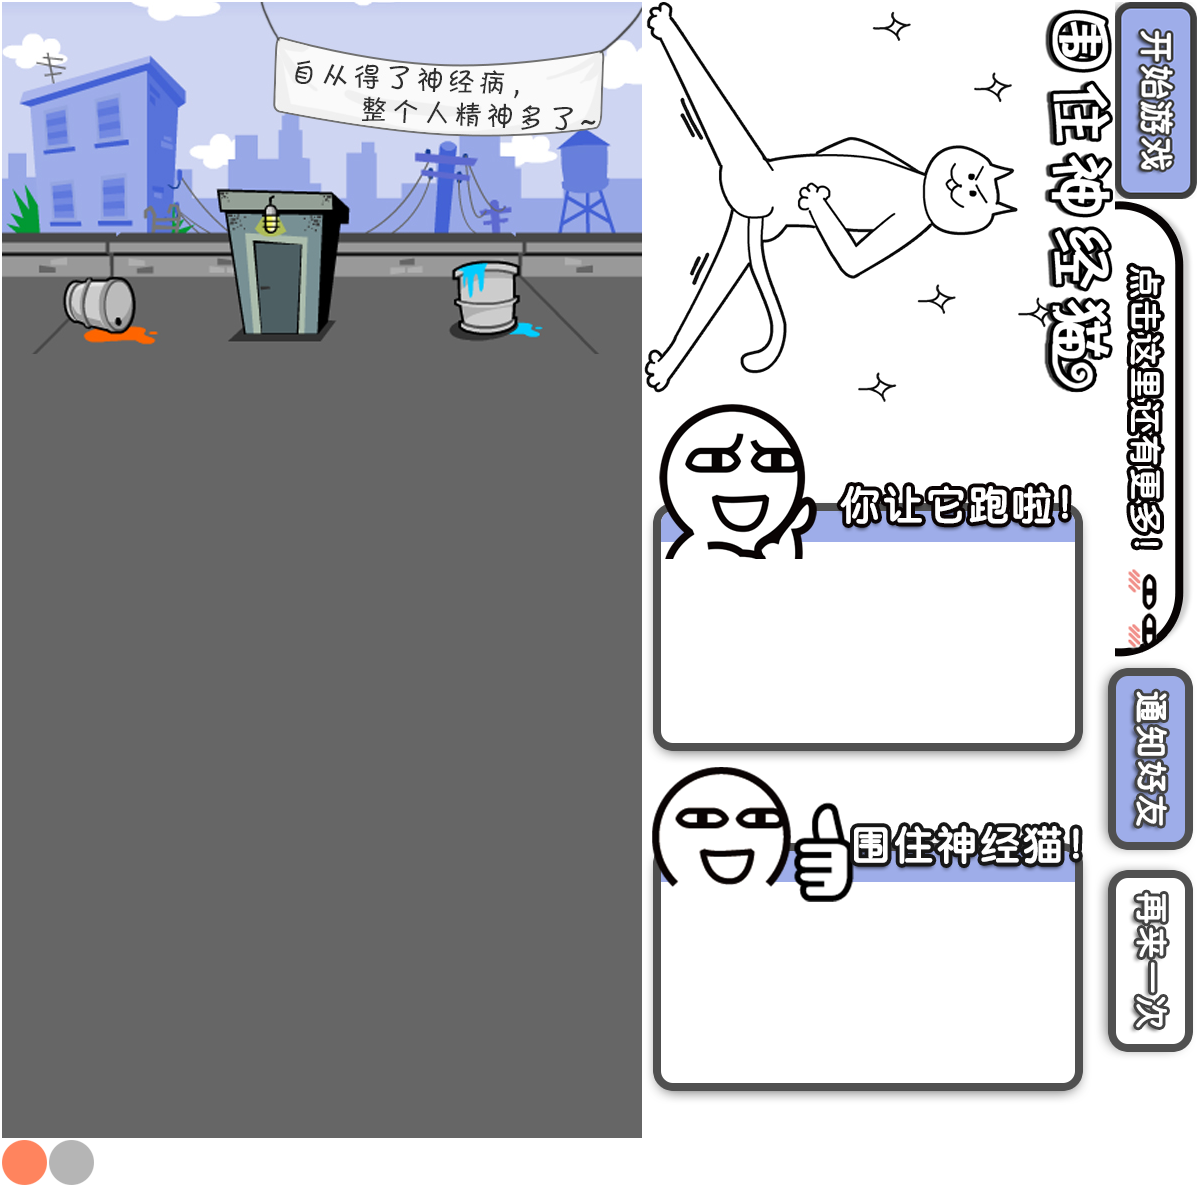 自从得了神经病，
整个人精神多了~
围住神经猫
开始游戏
点击这里还有更多！
你让它跑啦！
通知好友
围住神经猫！
再来一次